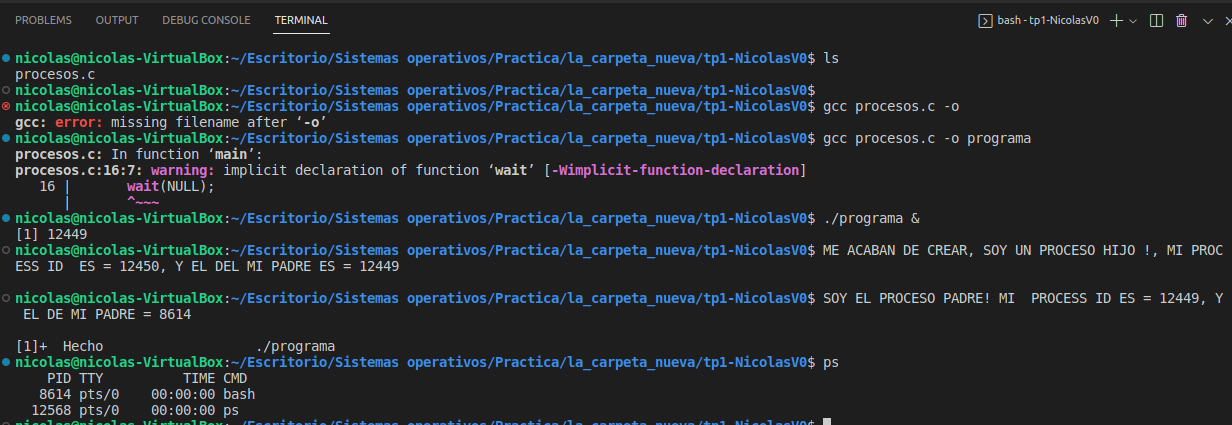 PROBLEMS OUTPUT DEBUG CONSOLE TERMINAL bash - tp1-NicolasV0
nicolas@nicolas-VirtualBox:~/Escritorio/Sistemas operativos/Practica/la_carpeta_nueva/tp1-NicolasV0$ ls
procesos.c
nicolas@nicolas-VirtualBox:~/Escritorio/Sistemas operativos/Practica/la_carpeta_nueva/tp1-NicolasV0$
nicolas@nicolas-VirtualBox:~/Escritorio/Sistemas operativos/Practica/la_carpeta_nueva/tp1-NicolasV0$ gcc procesos.c -o
gcc: error: missing filename after ‘-o’
nicolas@nicolas-VirtualBox:~/Escritorio/Sistemas operativos/Practica/la_carpeta_nueva/tp1-NicolasV0$ gcc procesos.c -o programa
procesos.c: In function ‘main’:
procesos.c:16:7: warning: implicit declaration of function ‘wait’ [-Wimplicit-function-declaration]
   16 |       wait(NULL);
      |       ^~~~
nicolas@nicolas-VirtualBox:~/Escritorio/Sistemas operativos/Practica/la_carpeta_nueva/tp1-NicolasV0$ ./programa &
[1] 12449
nicolas@nicolas-VirtualBox:~/Escritorio/Sistemas operativos/Practica/la_carpeta_nueva/tp1-NicolasV0$ ME ACABAN DE CREAR, SOY UN PROCESO HIJO !, MI PROC
ESS ID  ES = 12450, Y EL DEL MI PADRE ES = 12449
nicolas@nicolas-VirtualBox:~/Escritorio/Sistemas operativos/Practica/la_carpeta_nueva/tp1-NicolasV0$ SOY EL PROCESO PADRE! MI  PROCESS ID ES = 12449, Y
 EL DE MI PADRE = 8614
[1]+  Hecho                   ./programa
nicolas@nicolas-VirtualBox:~/Escritorio/Sistemas operativos/Practica/la_carpeta_nueva/tp1-NicolasV0$ ps
    PID TTY          TIME CMD
   8614 pts/0    00:00:00 bash
  12568 pts/0    00:00:00 ps
nicolas@nicolas-VirtualBox:~/Escritorio/Sistemas operativos/Practica/la_carpeta_nueva/tp1-NicolasV0$